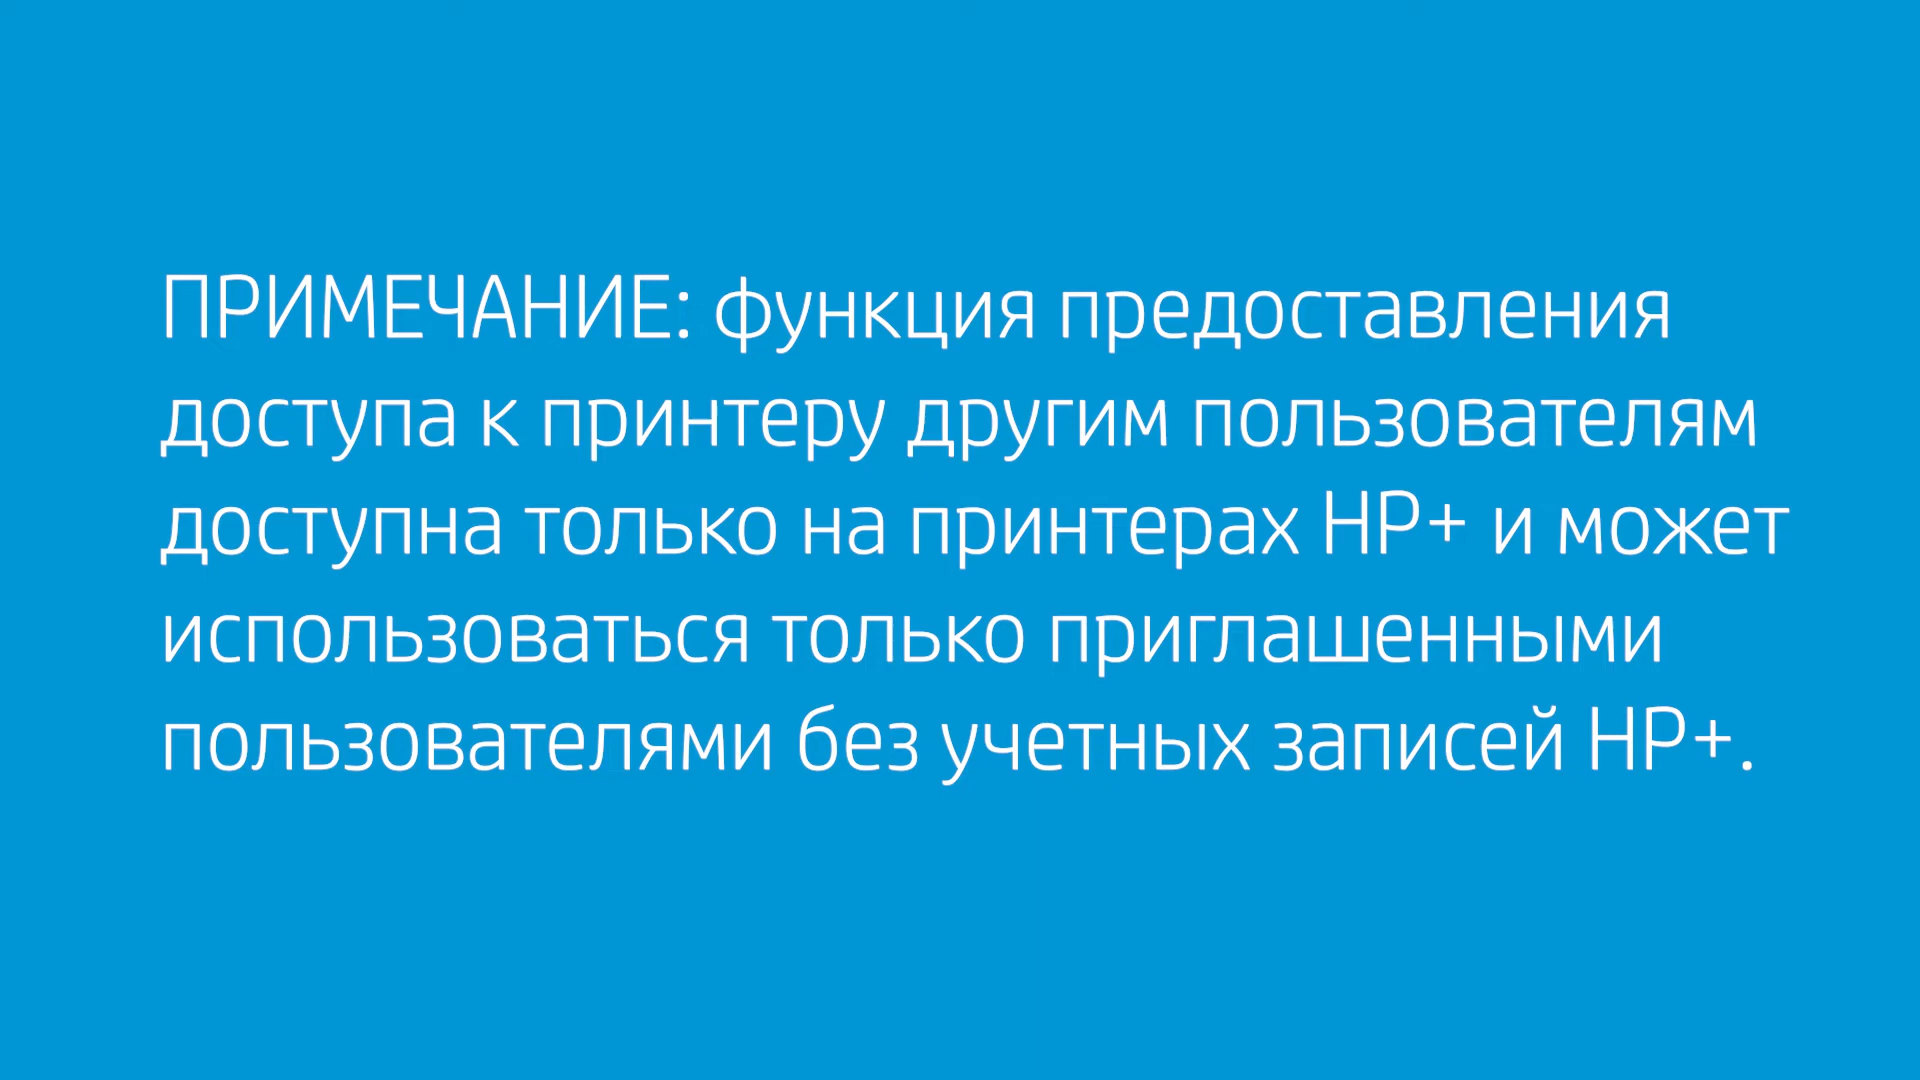 ПРИМЕЧАНИЕ: функция предоставления
доступа к принтеру другим пользователям
доступна только на принтерах HP+ и может
использоваться только приглашенными
пользователями без учетных записей HP+.